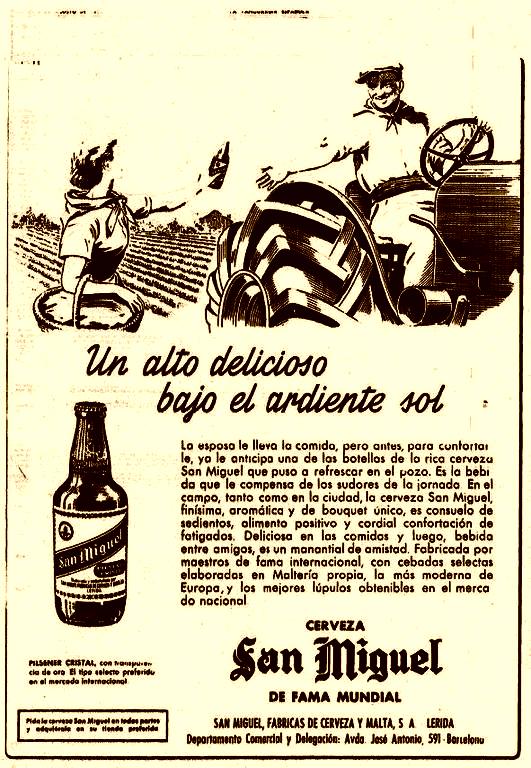 Un alto delicioso
bajo el ardiente sol
La esposa le lleva la comida, pero antes, para confortar
le, ya le anticipa una de las botellas de la rica cerveza
San Miguel que puso a refrescar en el pozo. Es la bebi
da que le compensa de los sudores de la jornada En el
campo, tanto como en la ciudad, la cerveza San Miguel,
finísima, aromática y de bouquet único, es consuelo de
sedientos, alimento positivo y cordial confortación de
fatigados. Deliciosa en las comidas y luego, bebida
entre amigos, es un manantial de amistad. Fabricada por
maestros de fama internacional, con cebadas selectas
elaboradas en Maltería propia, la más moderna de
Europa, y los mejores lúpulos obtenibles en el merca
do nacional
San Miguel
LERIDA
PILSENER CRISTAL, con transparen-
cia de oro El tipo selecto preferido
en el mercado internacional
Pida la cerveza San Miguel en todas partes
y adquiérala en su tienda preferida
CERVEZA
San Miguel
DE FAMA MUNDIAL
SAN MIGUEL, FABRICAS DE CERVEZA Y MALTA, S A LERIDA
Departamento Comercial y Delegación: Avda. José Antonio, 591 - Barcelona